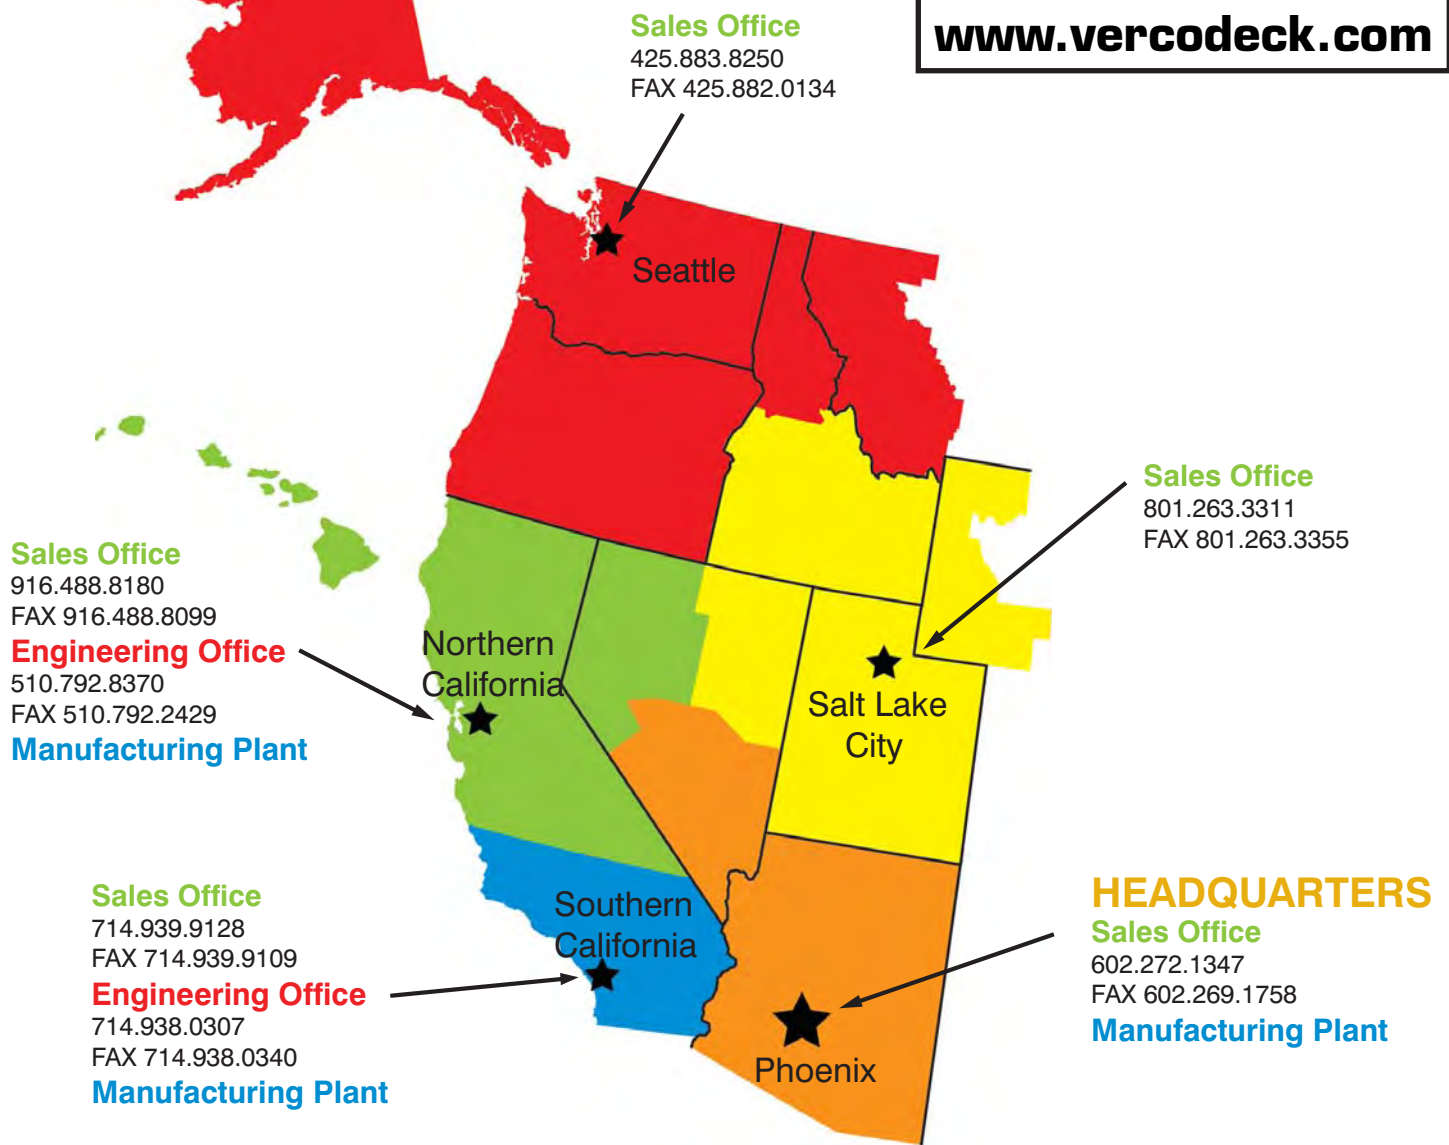 Sales Office
425.883.8250
FAX 425.882.0134
www.vercodeck.com
Seattle
Sales Office
801.263.3311
FAX 801.263.3355
Sales Office
916.488.8180
FAX 916.488.8099
Engineering Office
510.792.8370
FAX 510.792.2429
Manufacturing Plant
Northern
California
Salt Lake
City
Sales Office
714.939.9128
FAX 714.939.9109
Engineering Office
714.938.0307
FAX 714.938.0340
Manufacturing Plant
Southern
California
HEADQUARTERS
Sales Office
602.272.1347
FAX 602.269.1758
Manufacturing Plant
Phoenix